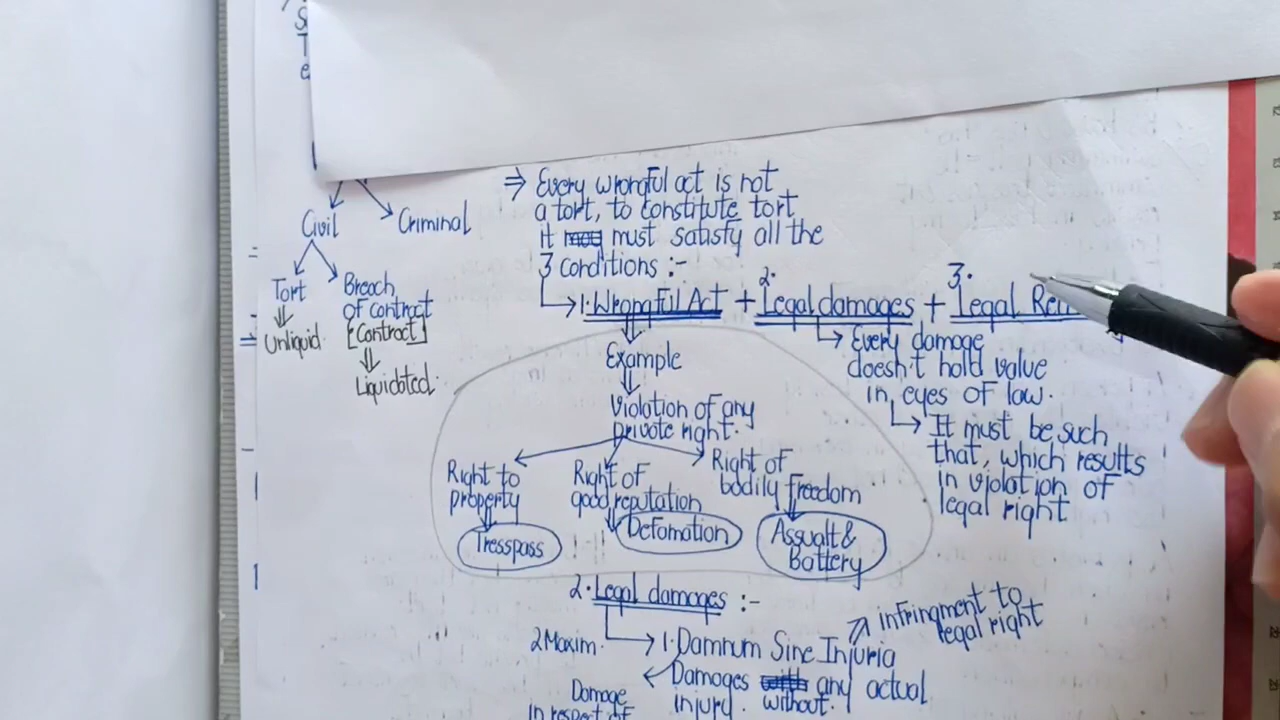 Civil
Criminal
Tort
Unliquid.
Breach
of contract
[Contract]
Liquidated.
⇒ Every wrongful act is not
a tort, to constitute tort
it must satisfy all the
3 conditions :-
1. Wrongful Act + 2. Legal damages + 3. Legal
Example
Violation of any
private right.
Right to
property
Tresspass
Right of
good reputation
Defamation
Right of
bodily freedom
Assualt &
Battery
Every damage
doesn't hold value
in eyes of law.
It must be such
that, which results
in violation of
legal right
2. Legal damages :-
2 Maxim.
1. Damnum Sine Injuria
infringment to
legal right
Damages any actual
injury. without.
Damage
in respect of